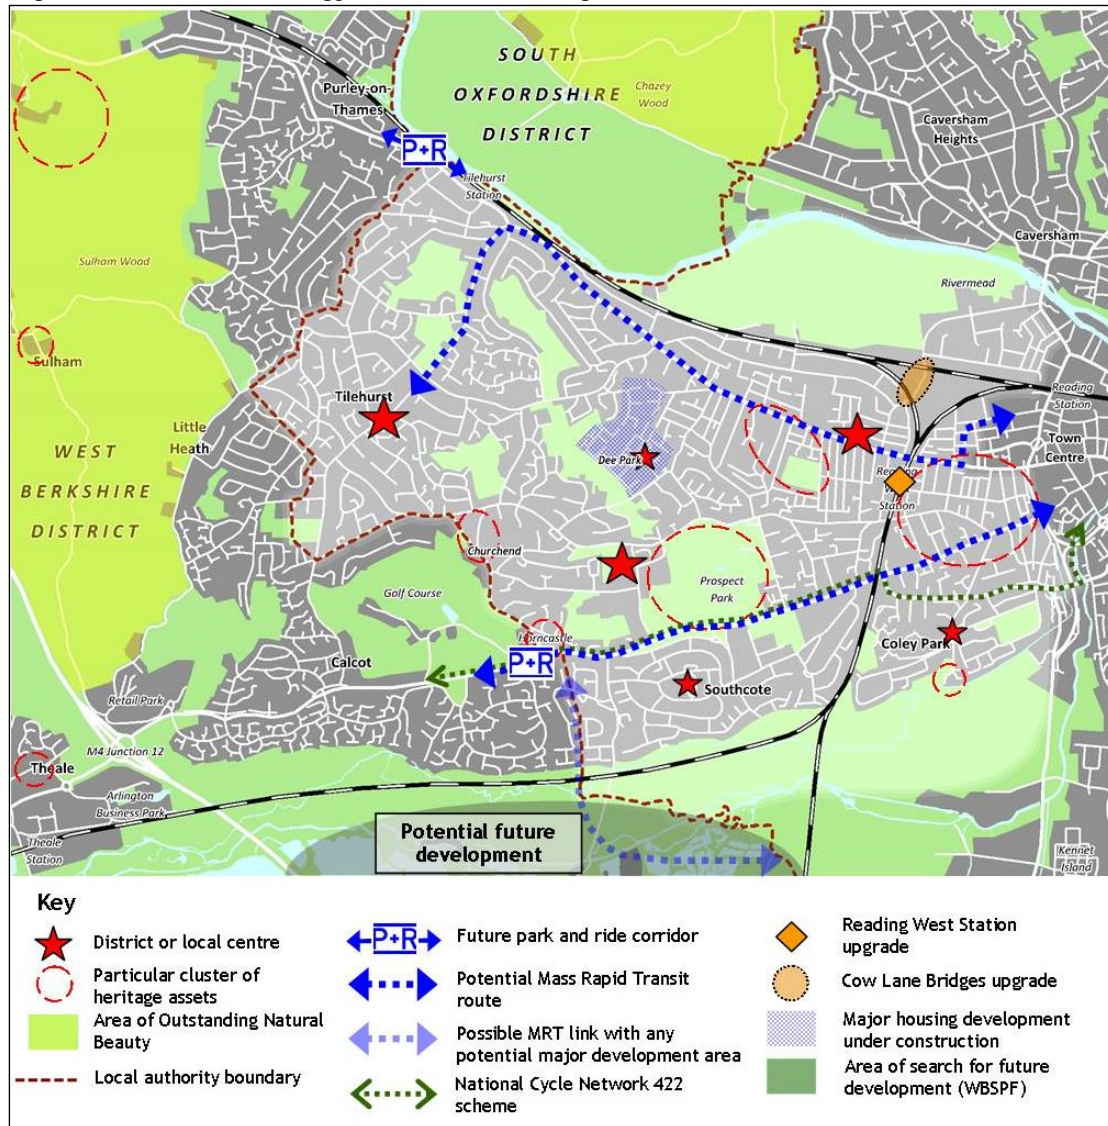 SOUTH
OXFORDSHIRE
DISTRICT
Chazey
Wood
Purley-on-
Thames
Caversham
Heights
P+R
Tilehurst
Station
Caversham
Sulham Wood
Rivermead
Sulham
Tilehurst
Reading
Station
Little
Heath
Town
Centre
WEST
BERKSHIRE
DISTRICT
Dee Park
Station
Churchend
Prospect
Park
Golf Course
Horncastle
Coley Park
P+R
Calcot
Southcote
Retail Park
M4 Junction 12
Theale
Arlington
Business Park
Potential future
development
Theale
Station
Kennet
Island
Key
District or local centre
Particular cluster of
heritage assets
Area of Outstanding Natural
Beauty
Local authority boundary
P+R
Future park and ride corridor
Potential Mass Rapid Transit
route
Possible MRT link with any
potential major development area
National Cycle Network 422
scheme
Reading West Station
upgrade
Cow Lane Bridges upgrade
Major housing development
under construction
Area of search for future
development (WBSPF)